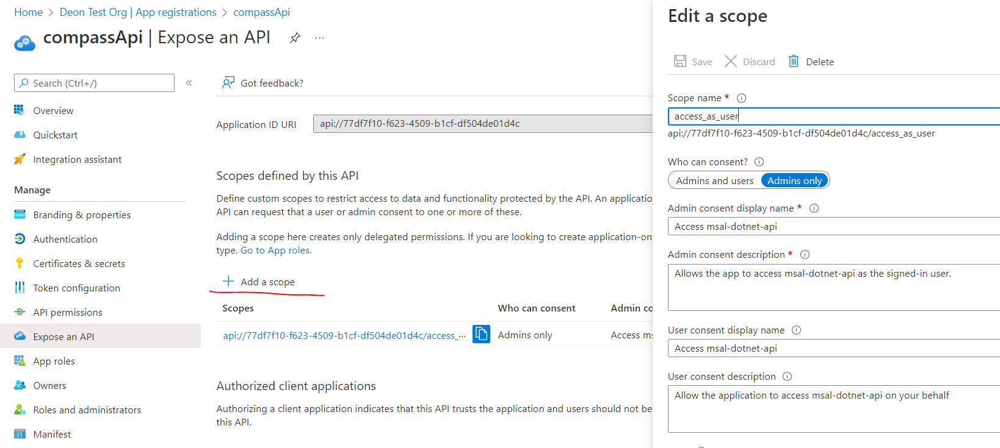 Home > Deon Test Org | App registrations > compassApi
compassApi | Expose an API
Search (Ctrl+/)
Overview
Quickstart
Integration assistant
Manage
Branding & properties
Authentication
Certificates & secrets
Token configuration
API permissions
Expose an API
App roles
Owners
Roles and administrators
Manifest
Got feedback?
Application ID URI
api://77df7f10-f623-4509-b1cf-df504de01d4c
Scopes defined by this API
Define custom scopes to restrict access to data and functionality protected by the API. An applicatio
API can request that a user or admin consent to one or more of these.
Adding a scope here creates only delegated permissions. If you are looking to create application-on
type. Go to App roles.
Add a scope
Scopes Who can consent Admin co
api://77df7f10-f623-4509-b1cf-df504de01d4c/access_... Admins only Access ms
Authorized client applications
Authorizing a client application indicates that this API trusts the application and users should not be
this API.
Edit a scope
Save Discard Delete
Scope name *
access_as_user
api://77df7f10-f623-4509-b1cf-df504de01d4c/access_as_user
Who can consent?
Admins and users Admins only
Admin consent display name *
Access msal-dotnet-api
Admin consent description *
Allows the app to access msal-dotnet-api as the signed-in user.
User consent display name
Access msal-dotnet-api
User consent description
Allow the application to access msal-dotnet-api on your behalf